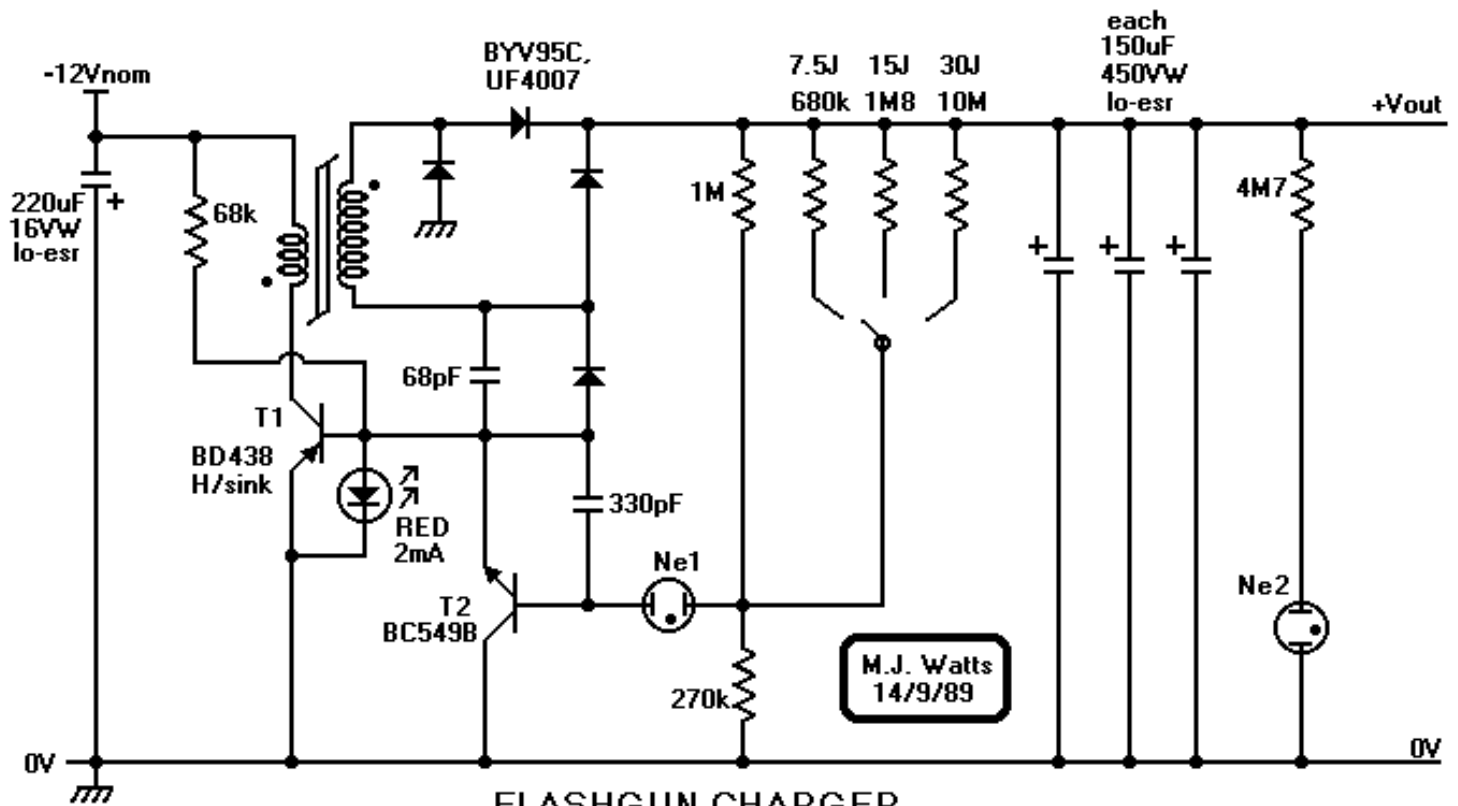 -12Vnom
220uF +
16VW
lo-esr
68k
BYV95C,
UF4007
7.5J 15J 30J
680k 1M8 10M
each
150uF
450VW
lo-esr
+Vout
1M
4M7
+ + +
68pF
T1
BD438
H/sink
RED
2mA
330pF
T2
BC549B
Ne1
Ne2
270k
M.J. Watts
14/9/89
0V
0V
FLASHGUN CHARGER